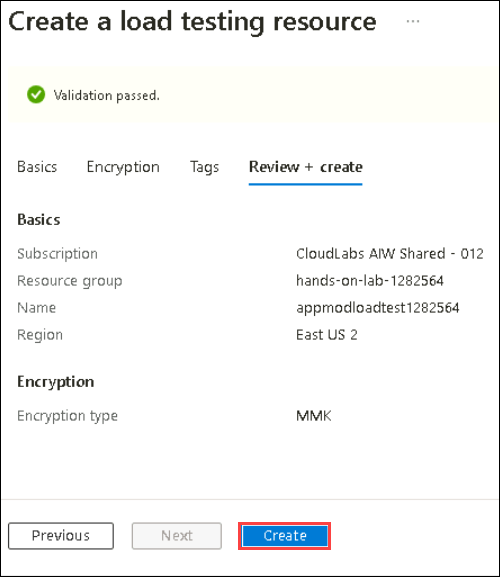 Create a load testing resource ...
Validation passed.
Basics Encryption Tags Review + create
Basics
Subscription CloudLabs AIW Shared - 012
Resource group hands-on-lab-1282564
Name appmodloadtest1282564
Region East US 2
Encryption
Encryption type MMK
Previous Next Create